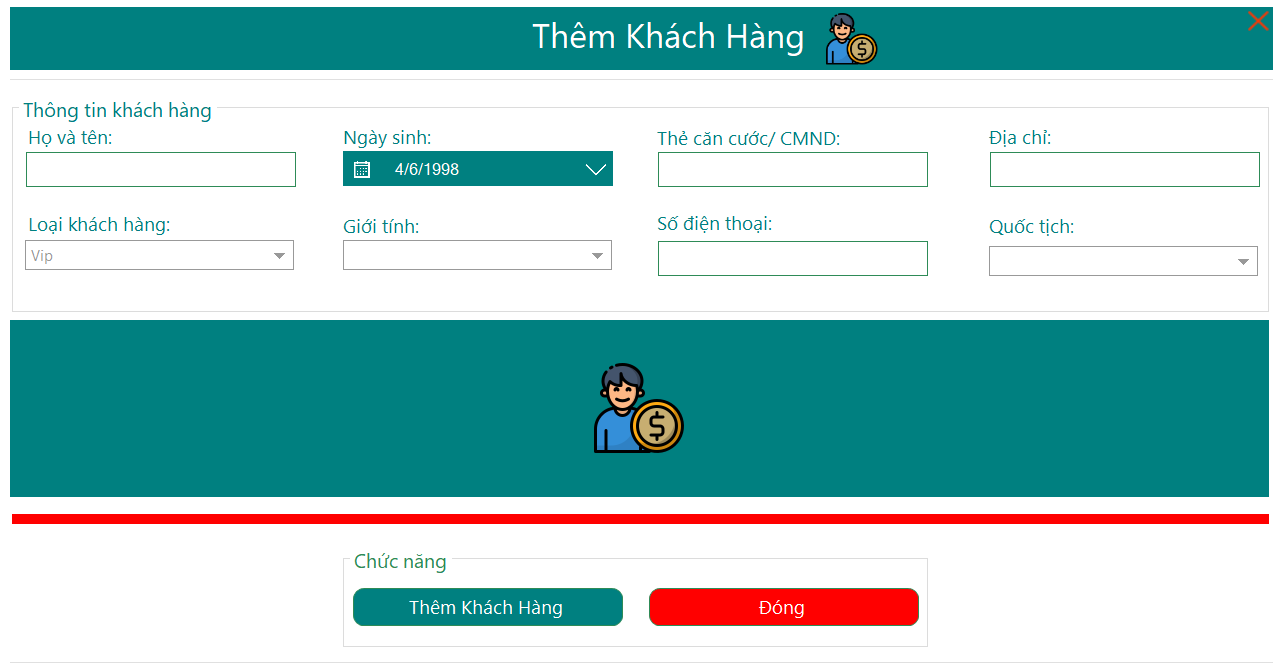 Thêm Khách Hàng
Thông tin khách hàng
Họ và tên:
Ngày sinh:
Thẻ căn cước/ CMND:
Địa chỉ:
4/6/1998
Loại khách hàng:
Giới tính:
Số điện thoại:
Quốc tịch:
Vip
Chức năng
Thêm Khách Hàng
Đóng